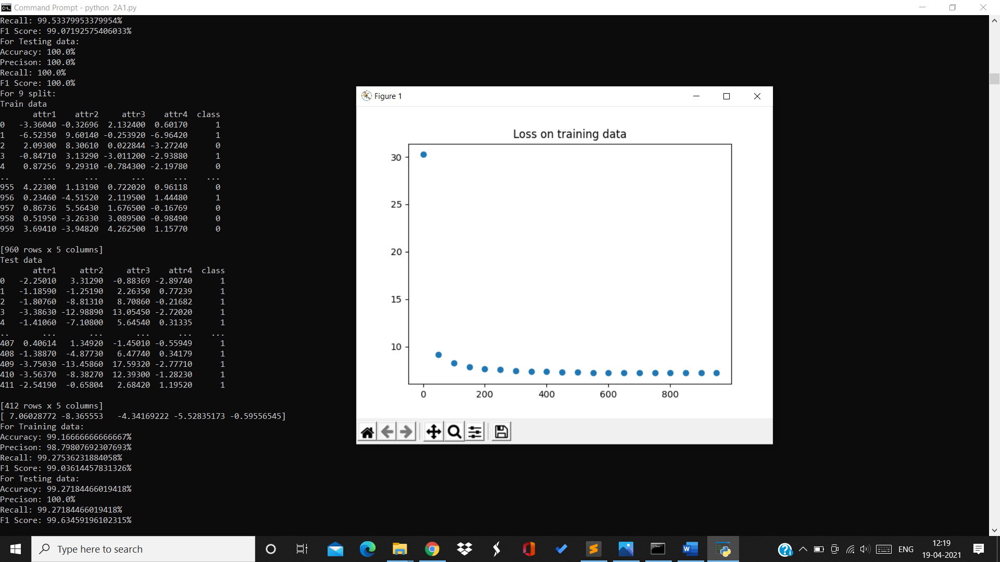 Command Prompt - python 2A1.py
Recall: 99.53379953379954%
F1 Score: 99.07192575406033%
For Testing data:
Accuracy: 100.0%
Precison: 100.0%
Recall: 100.0%
F1 Score: 100.0%
For 9 split:
Train data
attr1 attr2 attr3 attr4 class
0 -3.36040 -0.32696 2.132400 0.60170 1
1 -6.52350 9.60140 -0.253920 -6.96420 1
2 2.09300 8.30610 0.022844 -3.27240 0
3 -0.84710 3.13290 -3.011200 -2.93880 1
4 0.87256 9.29310 -0.784300 -2.19780 0
.. ... ... ... ... ...
955 4.22300 1.13190 0.722020 0.96118 0
956 0.23460 -4.51520 2.119500 1.44480 1
957 0.86736 5.56430 1.676500 -0.16769 0
958 0.51950 -3.26330 3.089500 -0.98490 0
959 3.69410 -3.94820 4.262500 1.15770 0
[960 rows x 5 columns]
Test data
attr1 attr2 attr3 attr4 class
0 -2.25010 3.31290 -0.88369 -2.89740 1
1 -1.18590 -1.25190 2.26350 0.77239 1
2 -1.80760 -8.81310 8.70860 -0.21682 1
3 -3.38630 -12.98890 13.05450 -2.72020 1
4 -1.41060 -7.10800 5.64540 0.31335 1
.. ... ... ... ... ...
407 0.40614 1.34920 -1.45010 -0.55949 1
408 -1.38870 -4.87730 6.47740 0.34179 1
409 -3.75030 -13.45860 17.59320 -2.77710 1
410 -3.56370 -8.38270 12.39300 -1.28230 1
411 -2.54190 -0.65804 2.68420 1.19520 1
[412 rows x 5 columns]
[ 7.06028772 -8.365553 -4.34169222 -5.52835173 -0.59556545]
For Training data:
Accuracy: 99.16666666666667%
Precison: 98.79807692307693%
Recall: 99.27536231884058%
F1 Score: 99.03614457831326%
For Testing data:
Accuracy: 99.27184466019418%
Precison: 100.0%
Recall: 99.27184466019418%
F1 Score: 99.63459196102315%
Figure 1
Loss on training data
30
25
20
15
10
0 200 400 600 800
Type here to search
ENG
12:19
19-04-2021